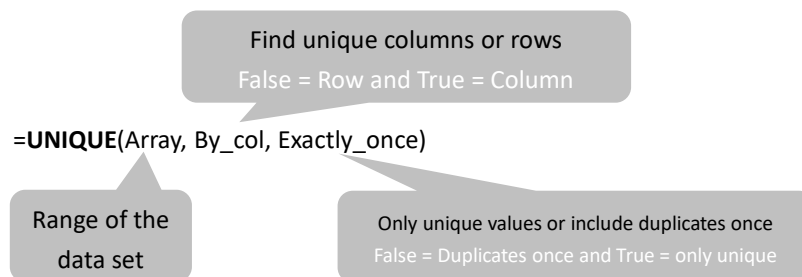 Find unique columns or rows
False = Row and True = Column
=UNIQUE(Array, By_col, Exactly_once)
Range of the
data set
Only unique values or include duplicates once
False = Duplicates once and True = only unique